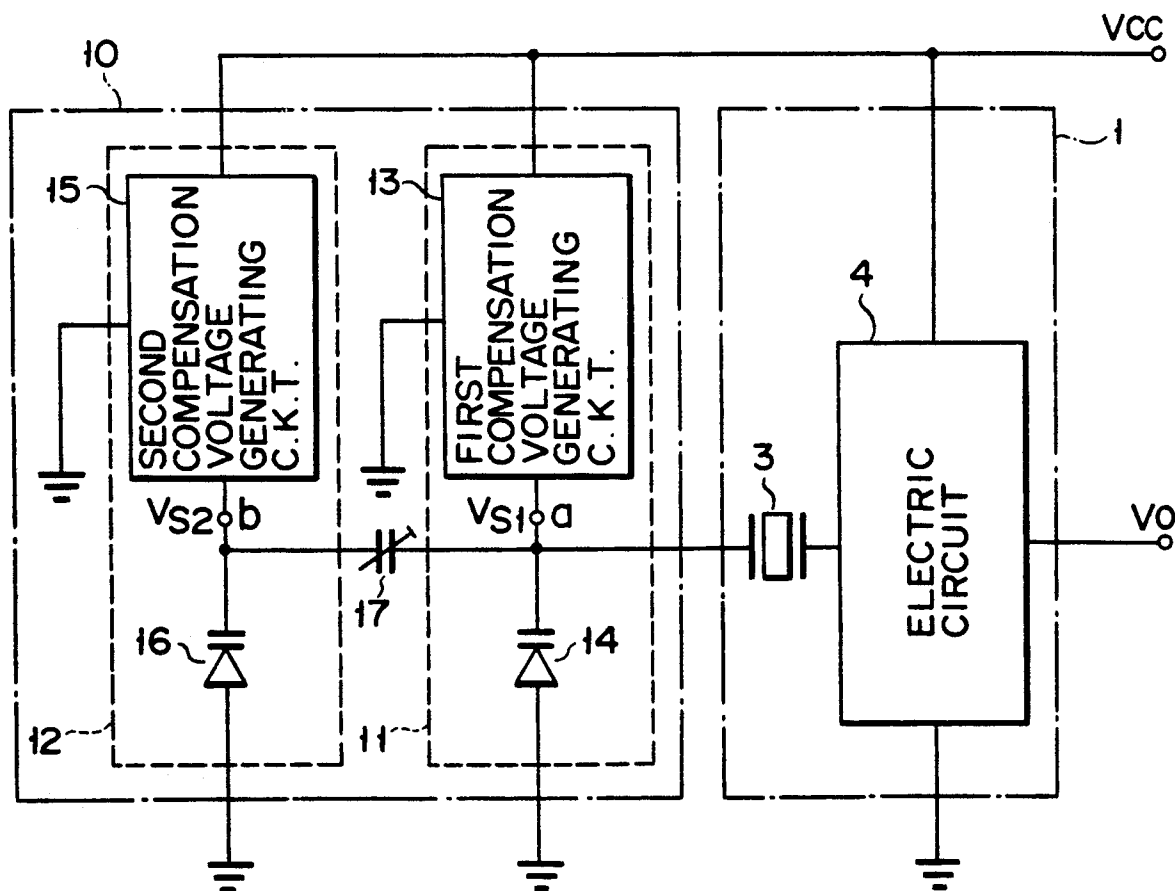 VCC
10
1
15
SECOND
COMPENSATION
VOLTAGE
GENERATING
C.K.T.
13
FIRST
COMPENSATION
VOLTAGE
GENERATING
C.K.T.
4
ELECTRIC
CIRCUIT
3
VS2 b
VS1 a
VO
17
16
14
12
11